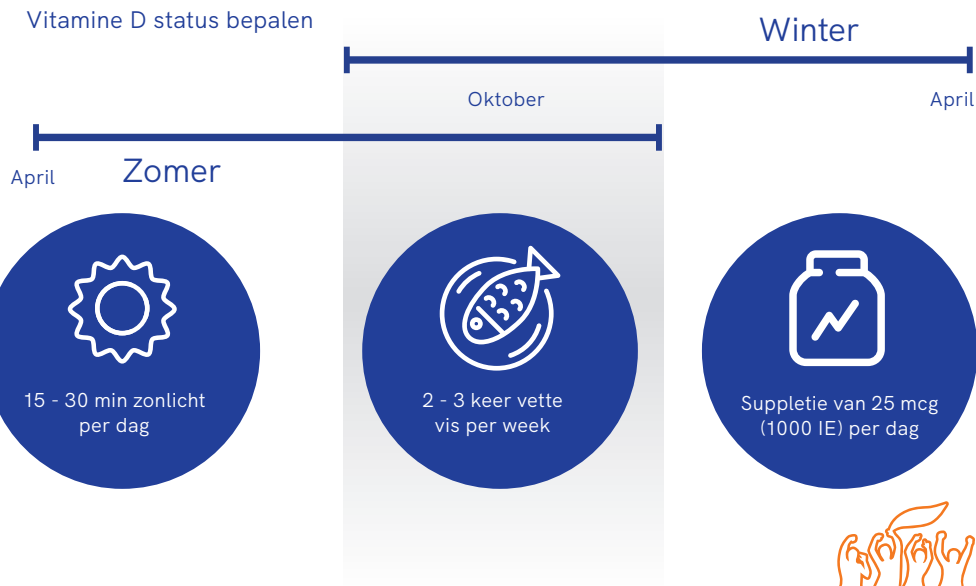 Vitamine D status bepalen
Winter
Oktober
April
April
Zomer
15 - 30 min zonlicht
per dag
2 - 3 keer vette
vis per week
Suppletie van 25 mcg
(1000 IE) per dag